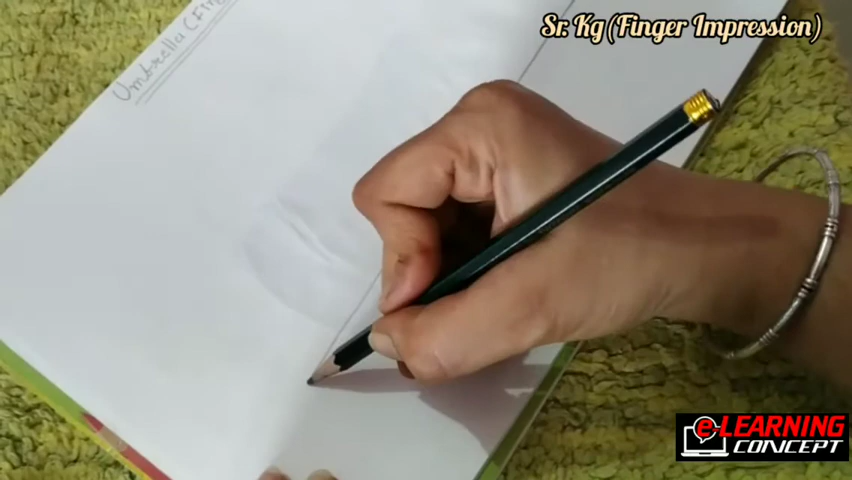 Sr. Kg(Finger Impression)
Umbrella
e-LEARNING
CONCEPT